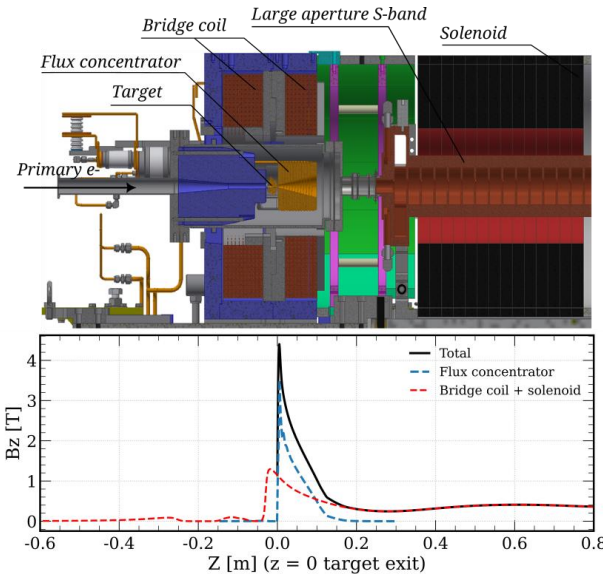 Large aperture S-band
Bridge coil
Solenoid
Flux concentrator
Target
Primary e-
Bz [T]
4
3
2
1
0
Total
Flux concentrator
Bridge coil + solenoid
-0.6 -0.4 -0.2 0.0 0.2 0.4 0.6 0.8
Z [m] (z = 0 target exit)